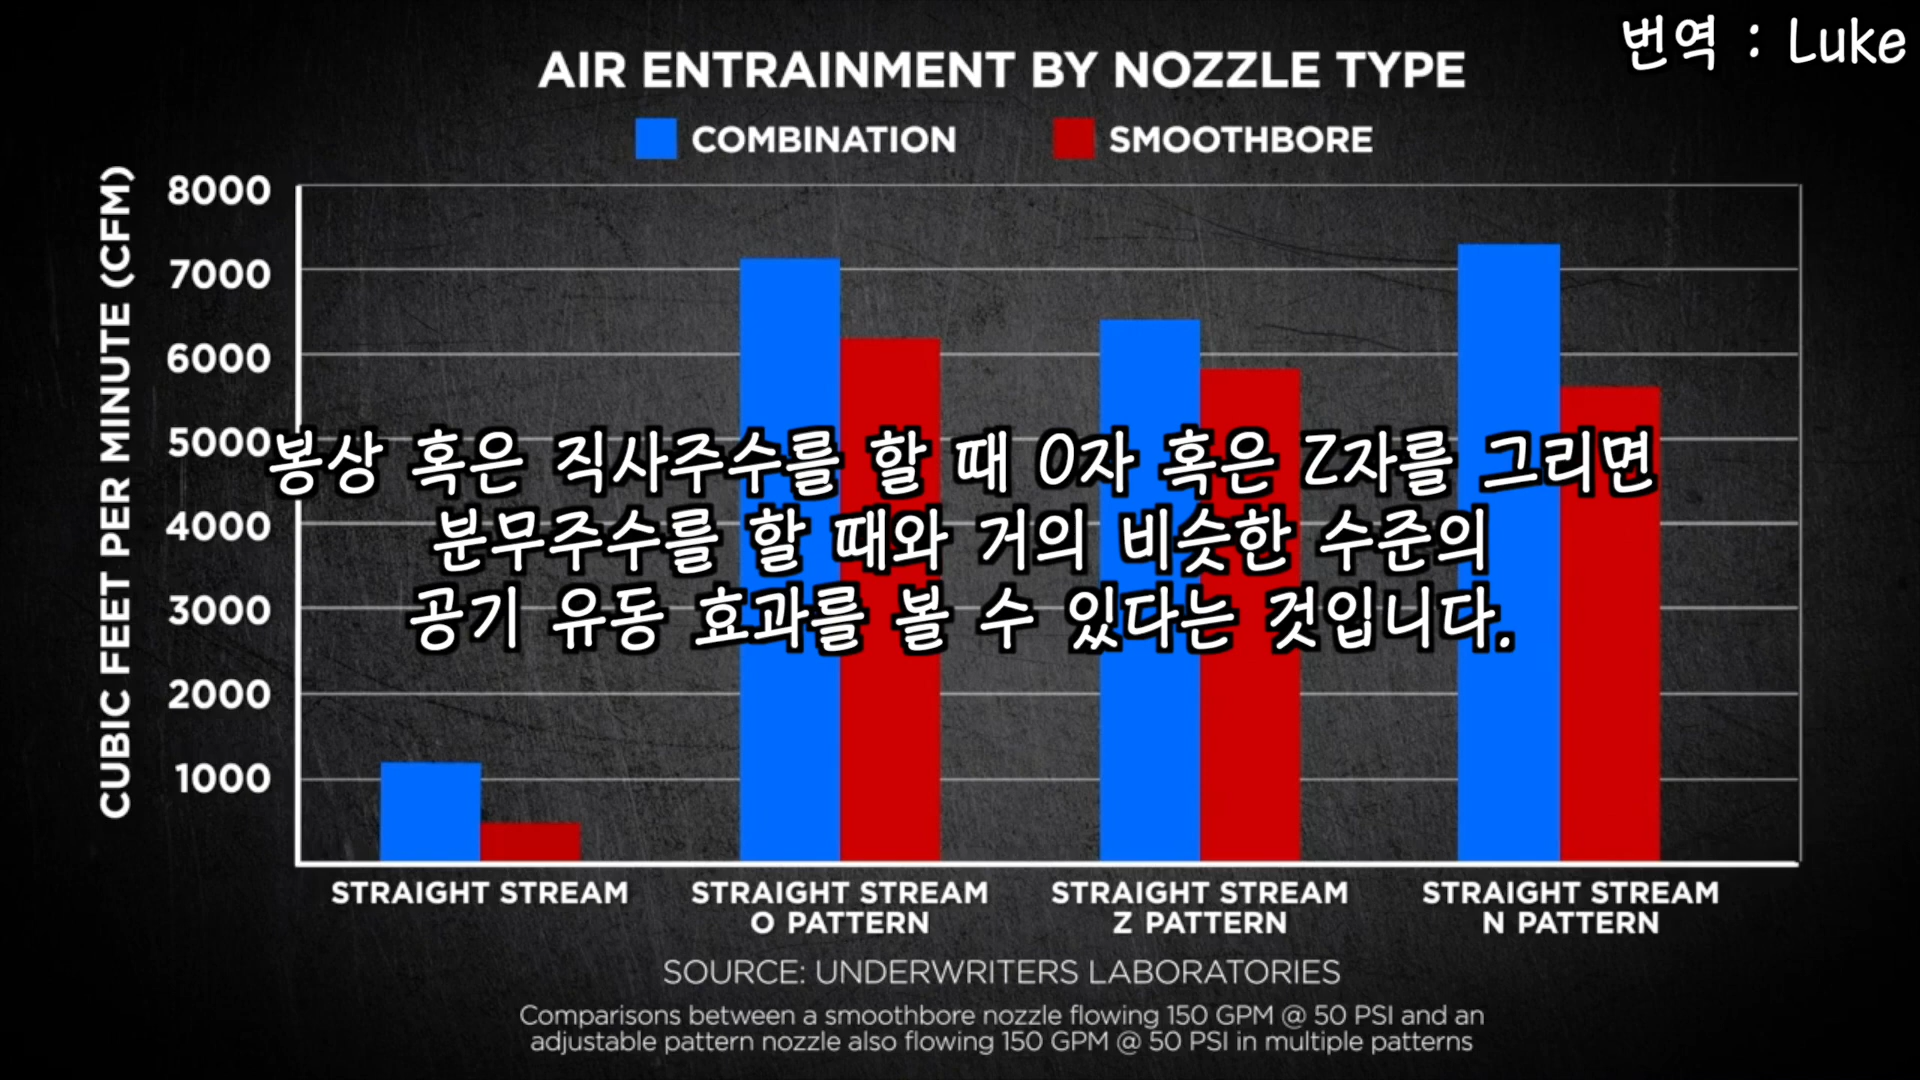 번역 : Luke
AIR ENTRAINMENT BY NOZZLE TYPE
COMBINATION
SMOOTHBORE
CUBIC FEET PER MINUTE (CFM)
8000
7000
6000
5000
4000
3000
2000
1000
봉상 혹은 직사주수를 할 때 O자 혹은 Z자를 그리면
분무주수를 할 때와 거의 비슷한 수준의
공기 유동 효과를 볼 수 있다는 것입니다.
STRAIGHT STREAM
STRAIGHT STREAM
O PATTERN
STRAIGHT STREAM
Z PATTERN
STRAIGHT STREAM
N PATTERN
SOURCE: UNDERWRITERS LABORATORIES
Comparisons between a smoothbore nozzle flowing 150 GPM @ 50 PSI and an
adjustable pattern nozzle also flowing 150 GPM @ 50 PSI in multiple patterns